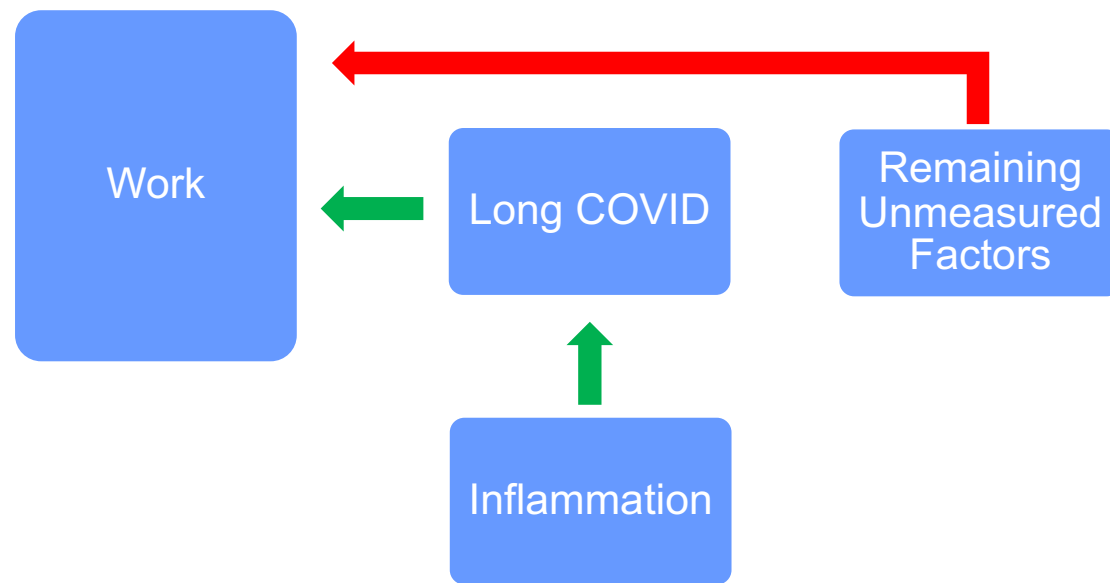 Work
Long COVID
Remaining
Unmeasured
Factors
Inflammation